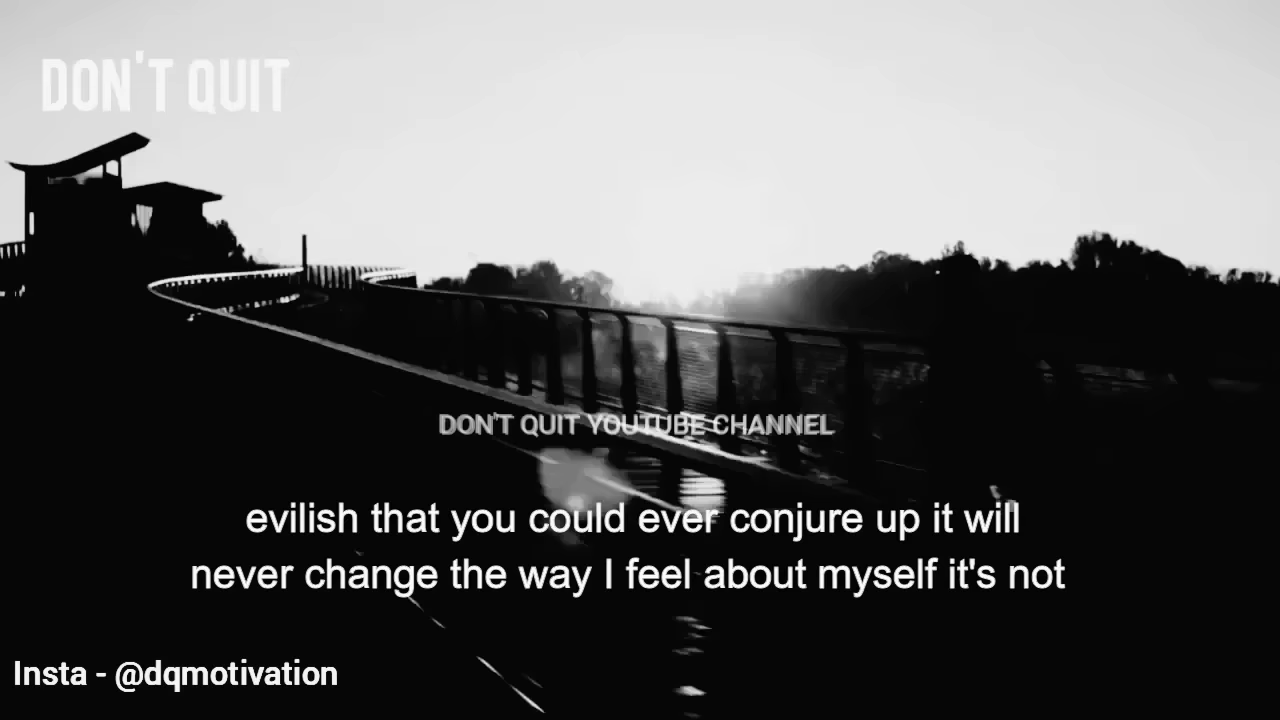 DON'T QUIT
DON'T QUIT YOUTUBE CHANNEL
evilish that you could ever conjure up it will
never change the way I feel about myself it's not
Insta - @dqmotivation